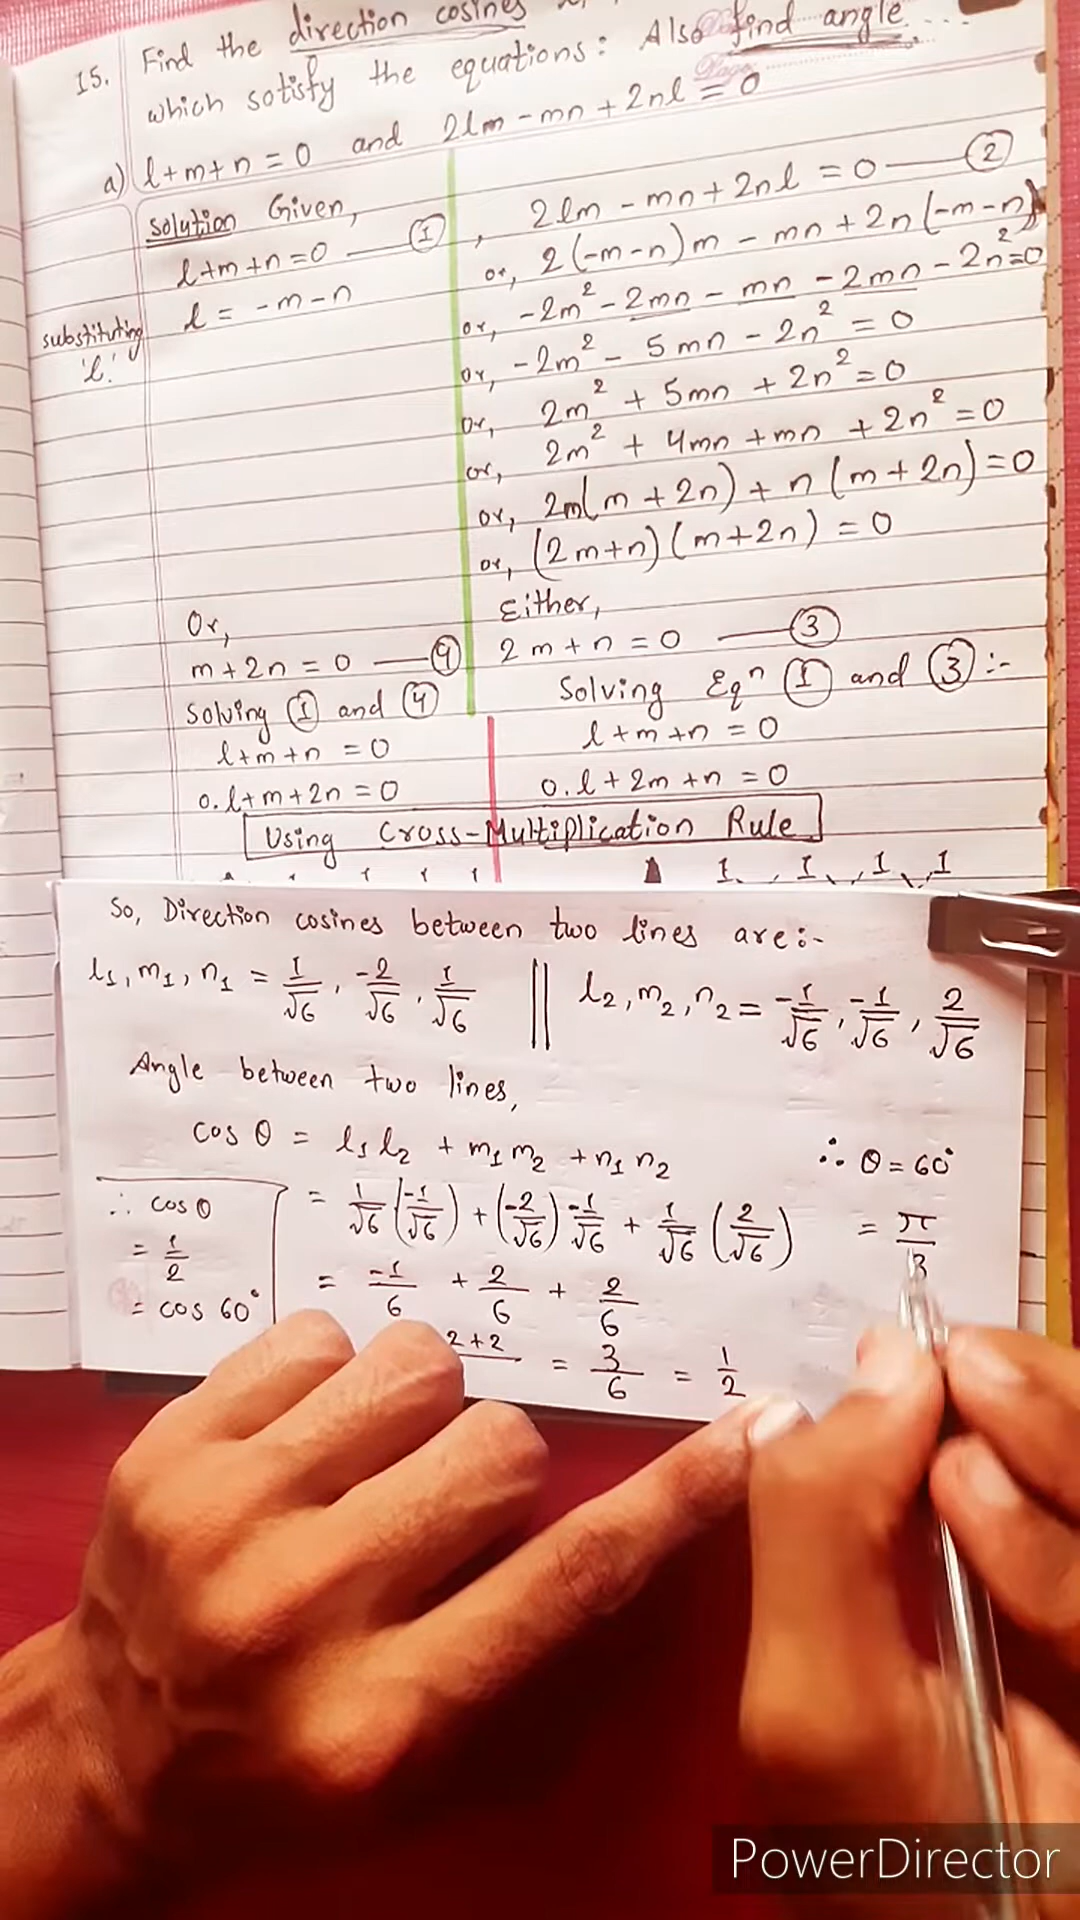 15. Find the direction cosines
which satisfy the equations: Also find angle....
a) l+m+n = 0 and 2lm - mn + 2nl = 0
Solution Given,
l+m+n = 0 —— (1)
l = -m-n
substituting 'l'.
, 2lm - mn + 2nl = 0 —— (2)
or, 2(-m-n)m - mn + 2n(-m-n)
or, -2m² - 2mn - mn - 2mn - 2n² = 0
or, -2m² - 5mn - 2n² = 0
or, 2m² + 5mn + 2n² = 0
or, 2m² + 4mn + mn + 2n² = 0
or, 2m(m + 2n) + n(m + 2n) = 0
or, (2m+n)(m+2n) = 0
Either,
2m+n = 0 —— (3)
Solving Eqⁿ (1) and (3):-
l+m+n = 0
0.l+2m+n = 0
Or,
m+2n = 0 —— (4)
Solving (1) and (4)
l+m+n = 0
0.l+m+2n = 0
Using Cross-Multiplication Rule
1 1 1 1
So, Direction cosines between two lines are:-
l₁, m₁, n₁ = 1/√6, -2/√6, 1/√6 || l₂, m₂, n₂ = -1/√6, -1/√6, 2/√6
Angle between two lines,
cos θ = l₁l₂ + m₁m₂ + n₁n₂
= 1/√6(-1/√6) + (-2/√6)-1/√6 + 1/√6(2/√6)
= -1/6 + 2/6 + 2/6
2+2 = 3/6 = 1/2
∴ cos θ
= 1/2
= cos 60°
∴ θ = 60°
= π/3
PowerDirector